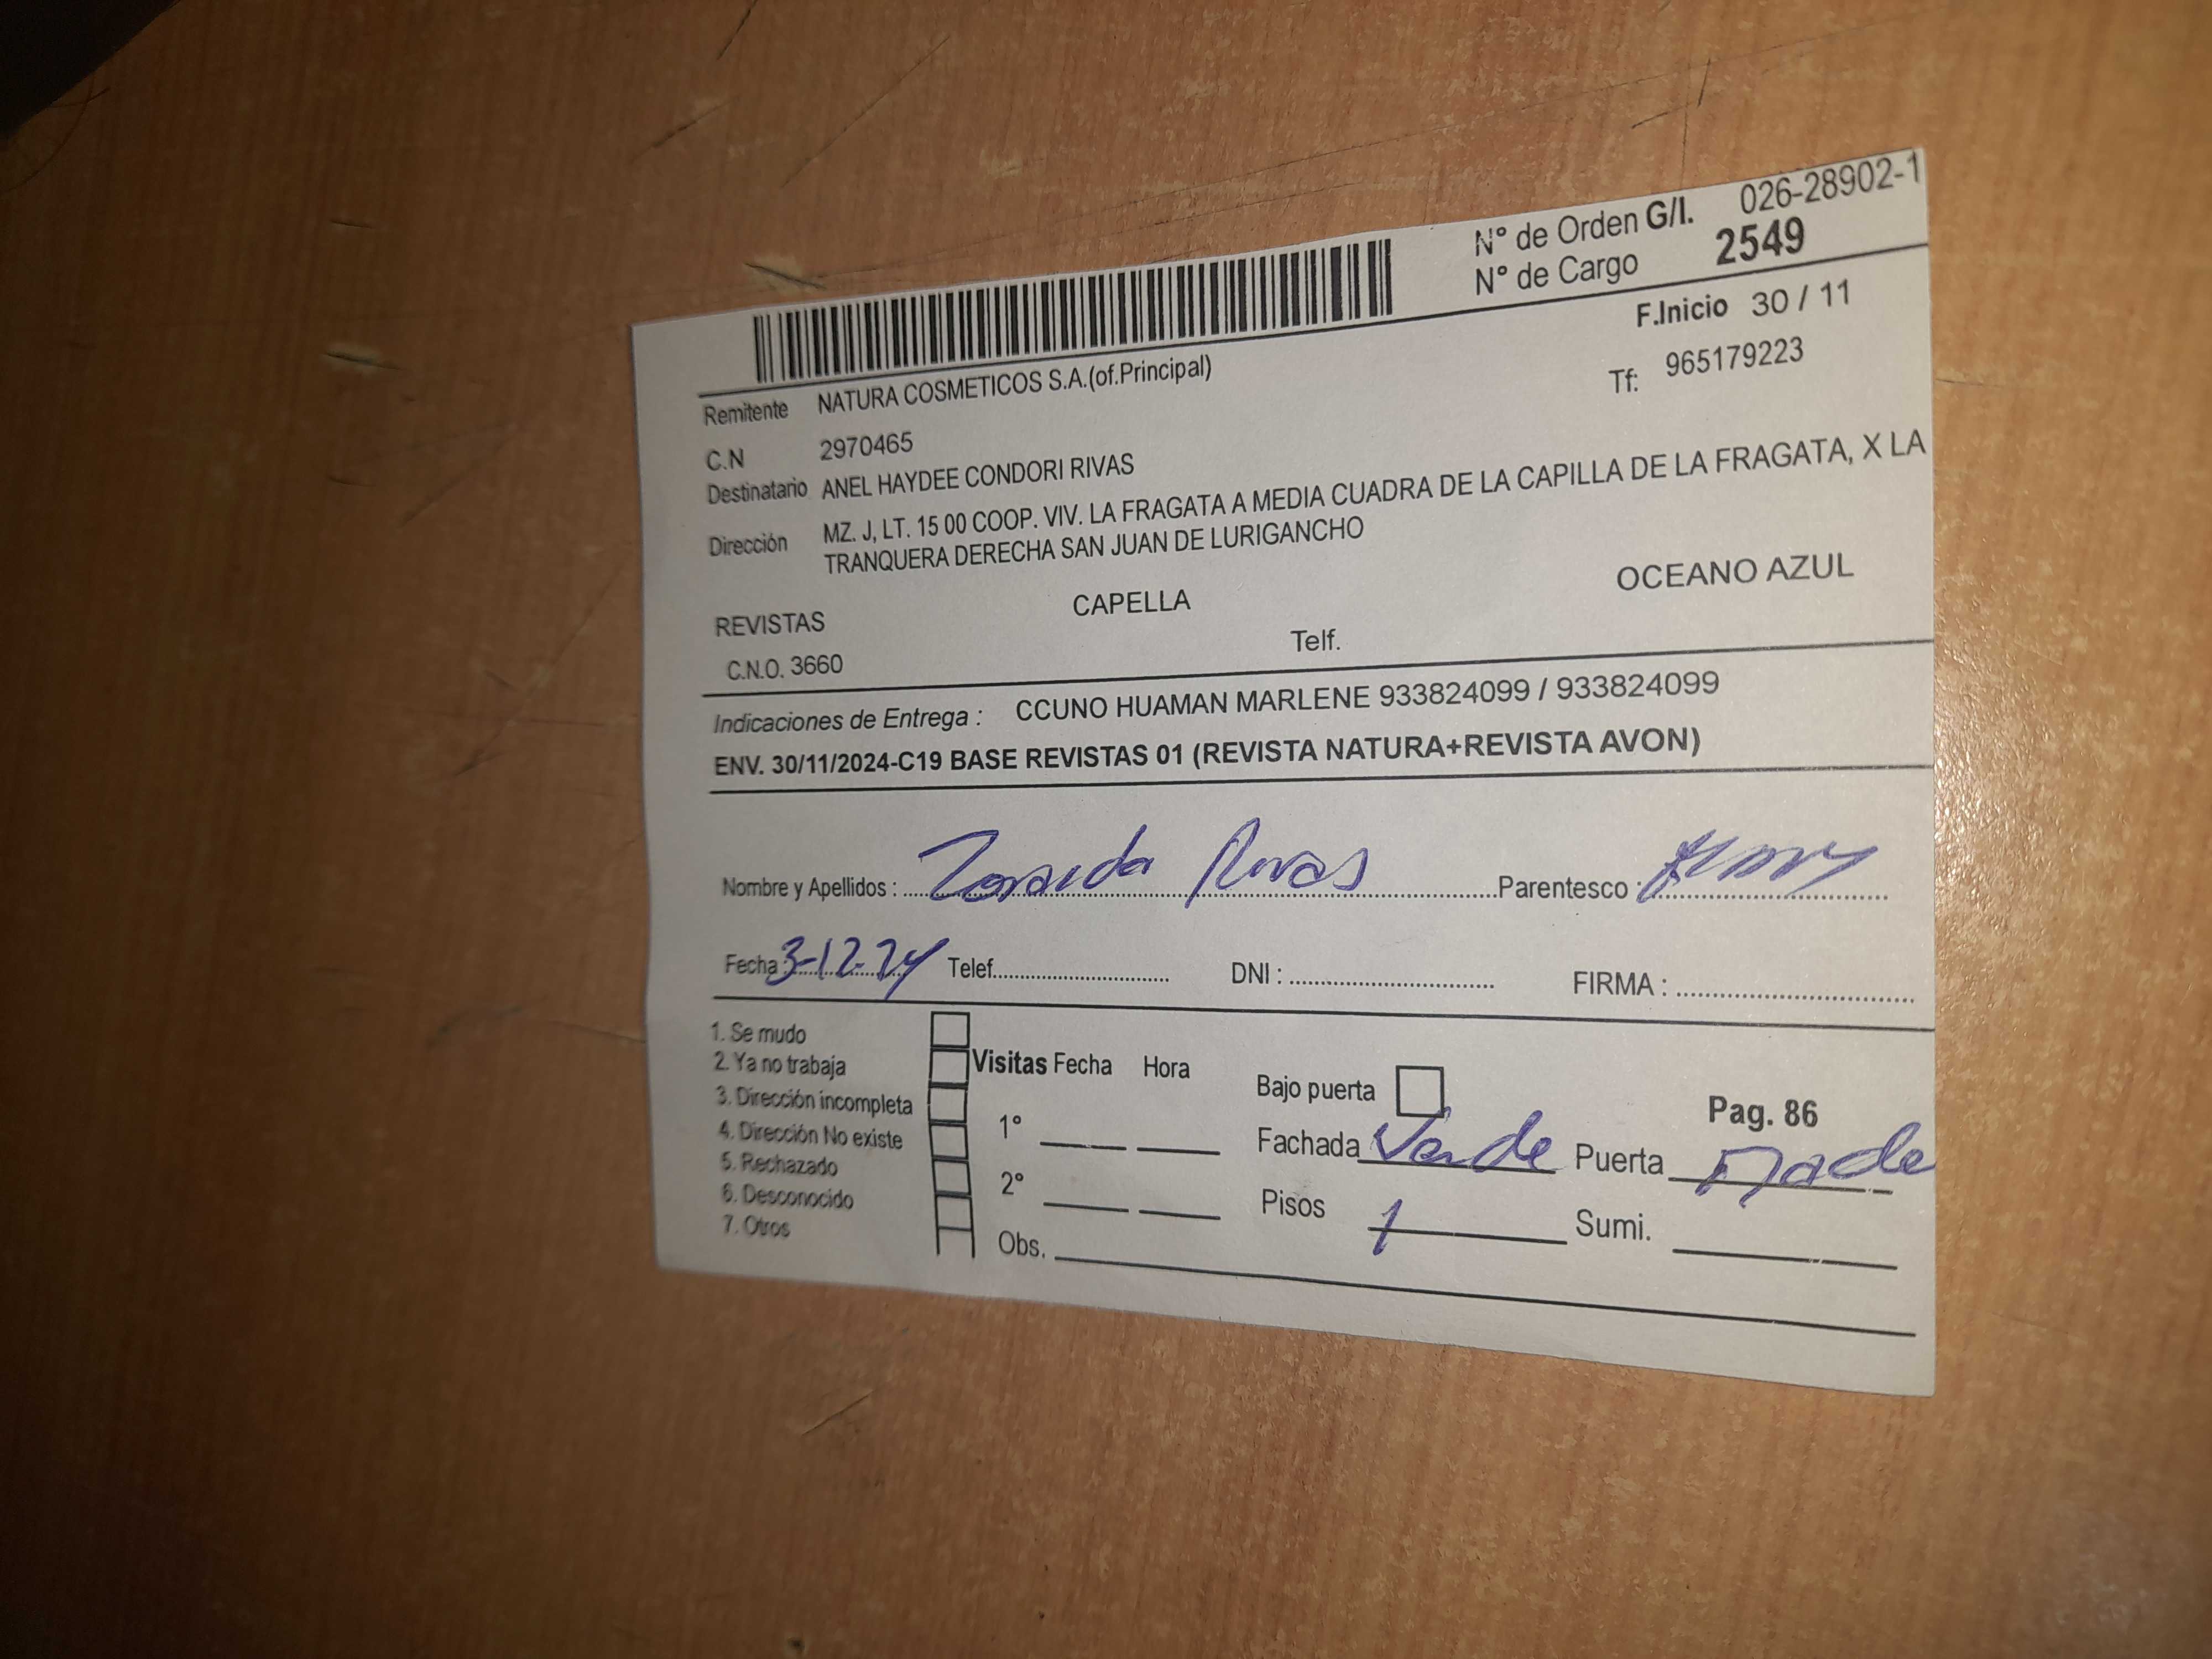 N° de Orden G/I. 026-28902-1
N° de Cargo 2549
F.Inicio 30 / 11
Remitente NATURA COSMETICOS S.A.(of.Principal) Tf: 965179223
C.N 2970465
Destinatario ANEL HAYDEE CONDORI RIVAS
Dirección MZ. J, LT. 15 00 COOP. VIV. LA FRAGATA A MEDIA CUADRA DE LA CAPILLA DE LA FRAGATA, X LA
TRANQUERA DERECHA SAN JUAN DE LURIGANCHO
REVISTAS CAPELLA OCEANO AZUL
C.N.O. 3660 Telf.
Indicaciones de Entrega : CCUNO HUAMAN MARLENE 933824099 / 933824099
ENV. 30/11/2024-C19 BASE REVISTAS 01 (REVISTA NATURA+REVISTA AVON)
Nombre y Apellidos : Zoraida Rivas Parentesco :
Fecha : 3-12-24 Telef. DNI : FIRMA :
1. Se mudo
2. Ya no trabaja Visitas Fecha Hora Bajo puerta
3. Dirección incompleta Pag. 86
4. Dirección No existe 1° Fachada Verde Puerta Made
5. Rechazado
6. Desconocido 2° Pisos 1 Sumi.
7. Otros Obs.